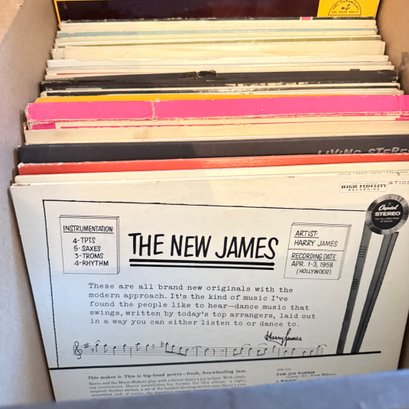 LIVING STEREO
HIGH FIDELITY
RECORDING
Capitol
STEREO
INSTRUMENTATION:
4-TPTS
5-SAXES
3-TROMS
4-RHYTHM
THE NEW JAMES
ARTIST:
HARRY JAMES
RECORDING DATE:
APR. 1-3, 1958
(HOLLYWOOD)
These are all brand new originals with the
modern approach. It's the kind of music I've
found the people like to hear—dance music that
swings, written by today's top arrangers, laid out
in a way you can either listen to or dance to.
Harry James
makes this music. This is big-band power—fresh, free-wheeling jazz